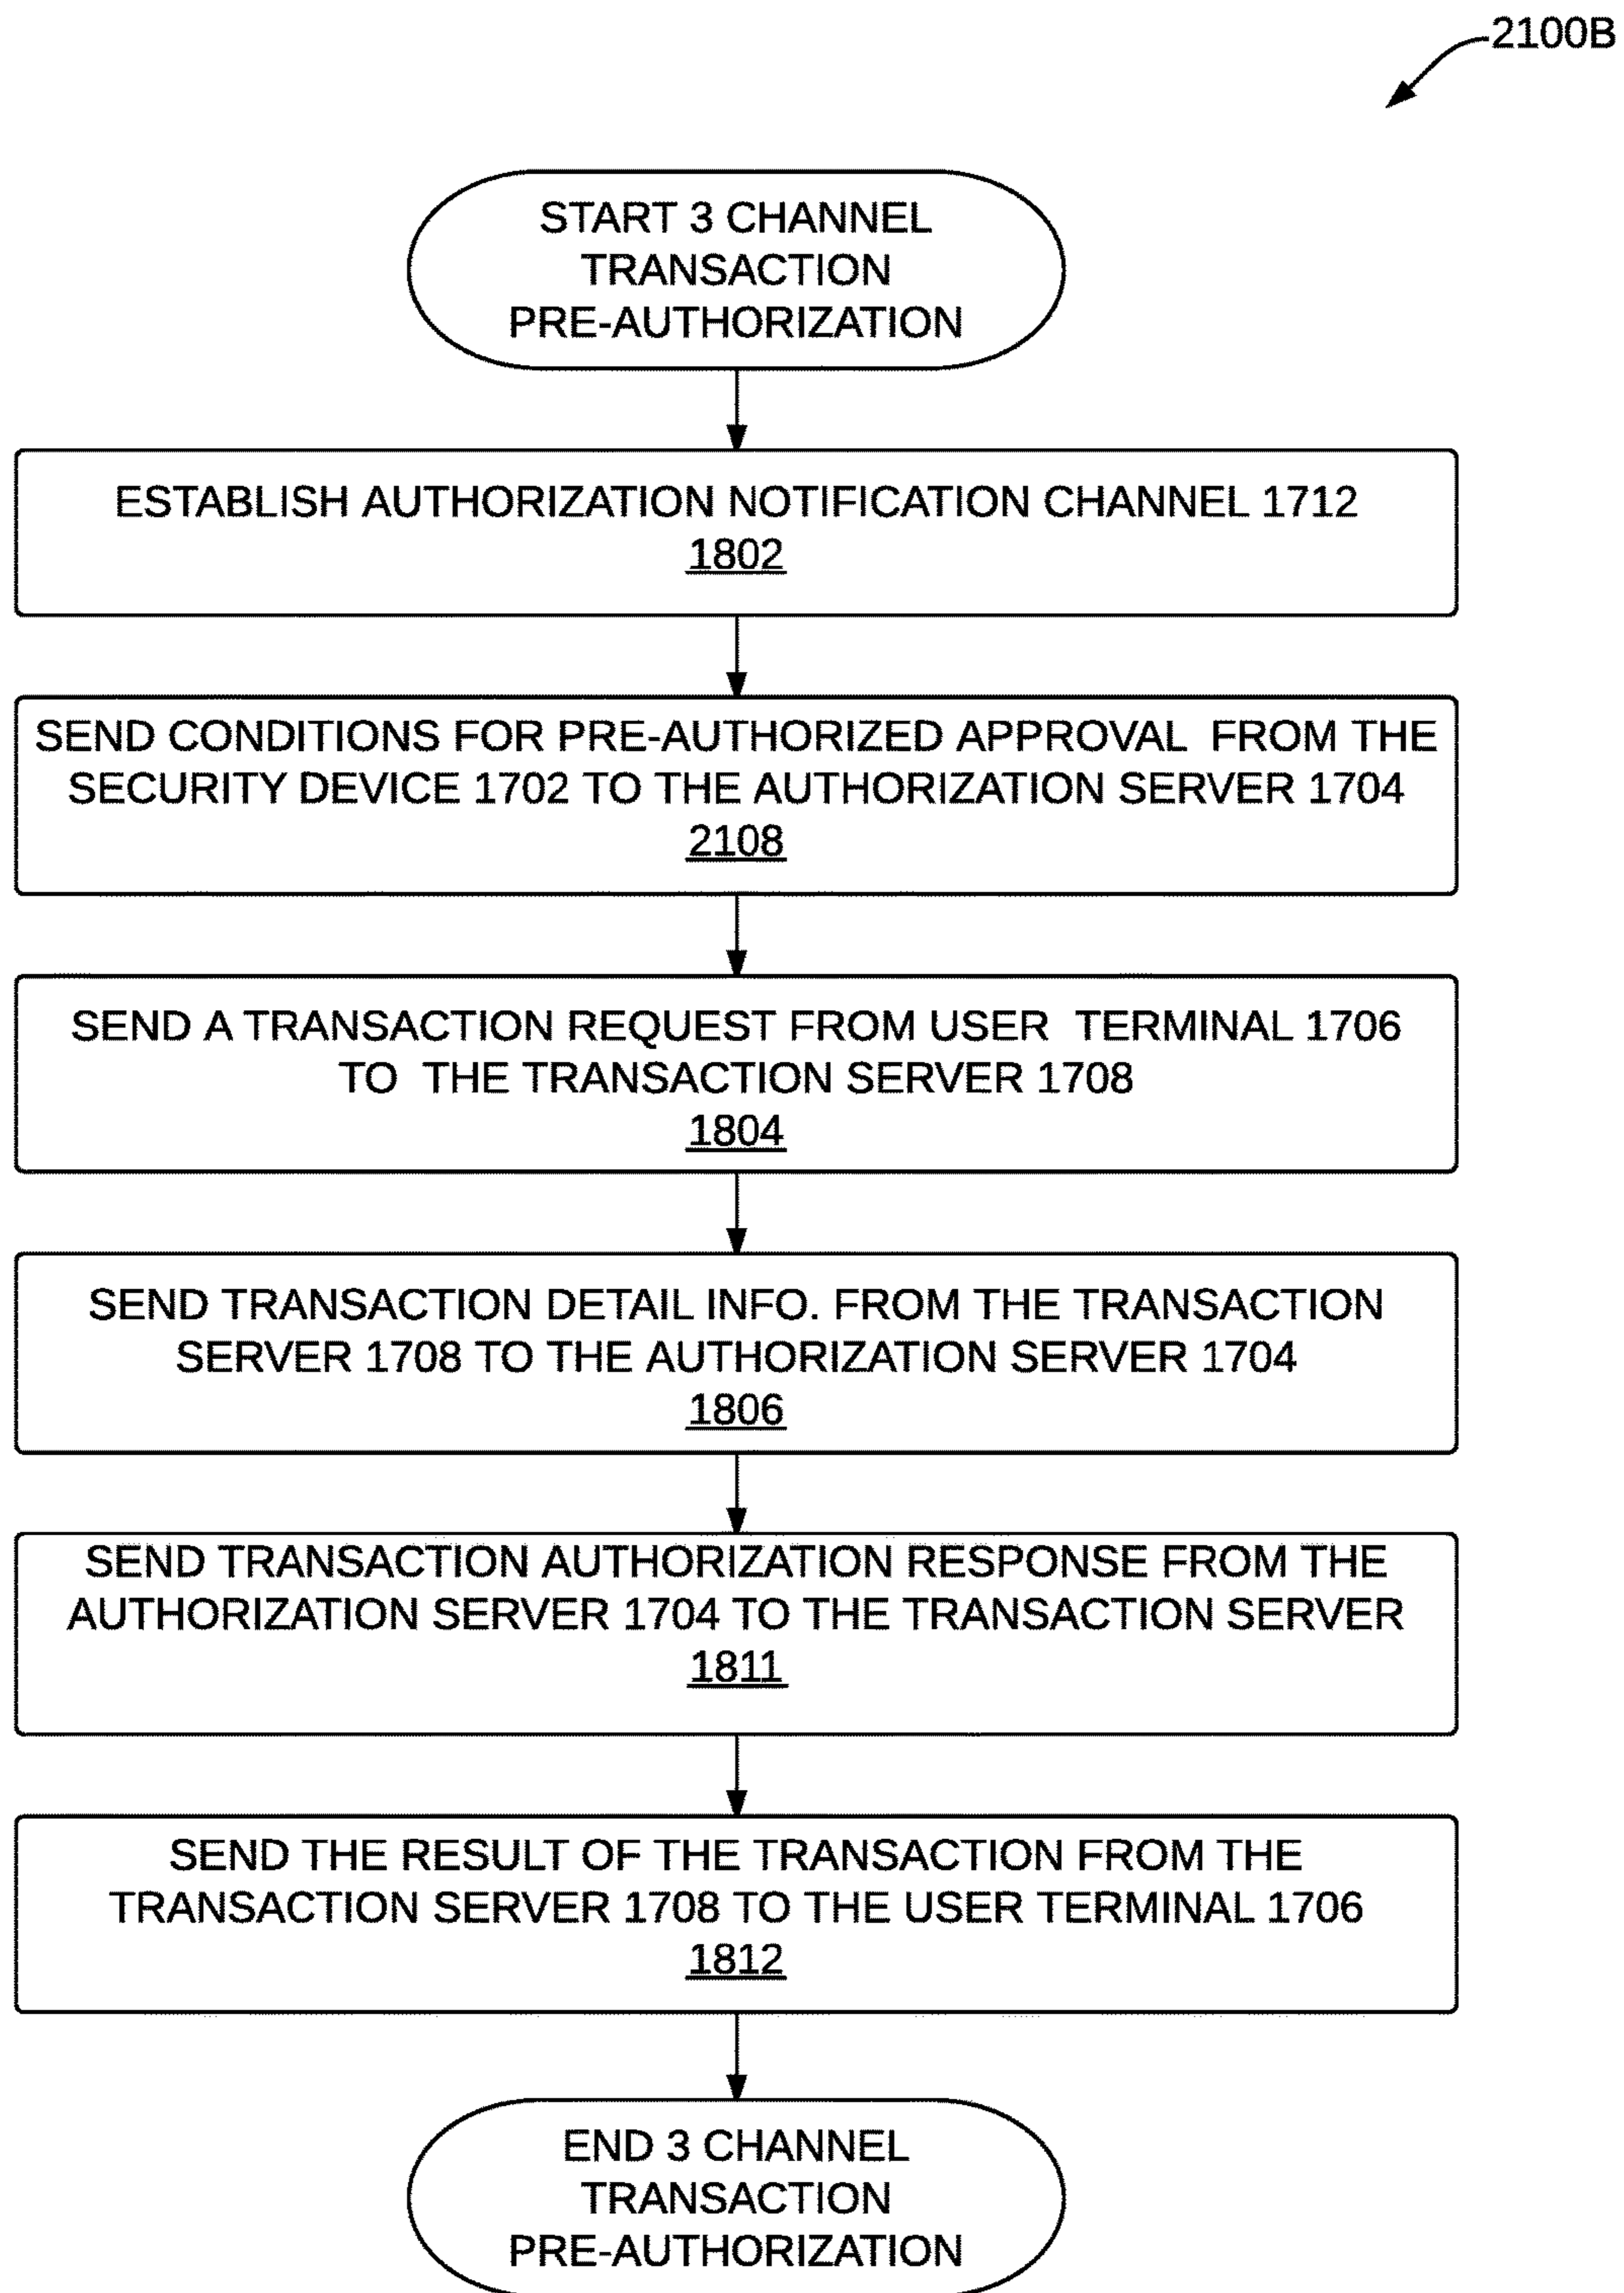 2100B
START 3 CHANNEL
TRANSACTION
PRE-AUTHORIZATION
ESTABLISH AUTHORIZATION NOTIFICATION CHANNEL 1712
1802
SEND CONDITIONS FOR PRE-AUTHORIZED APPROVAL FROM THE
SECURITY DEVICE 1702 TO THE AUTHORIZATION SERVER 1704
2108
SEND A TRANSACTION REQUEST FROM USER TERMINAL 1706
TO THE TRANSACTION SERVER 1708
1804
SEND TRANSACTION DETAIL INFO. FROM THE TRANSACTION
SERVER 1708 TO THE AUTHORIZATION SERVER 1704
1806
SEND TRANSACTION AUTHORIZATION RESPONSE FROM THE
AUTHORIZATION SERVER 1704 TO THE TRANSACTION SERVER
1811
SEND THE RESULT OF THE TRANSACTION FROM THE
TRANSACTION SERVER 1708 TO THE USER TERMINAL 1706
1812
END 3 CHANNEL
TRANSACTION
PRE-AUTHORIZATION